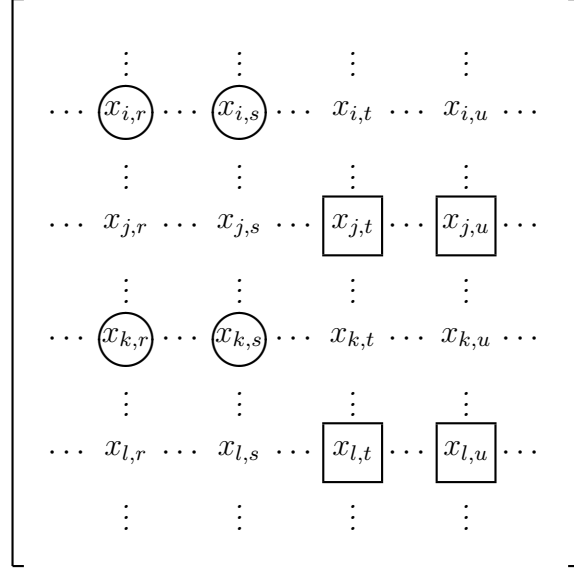 ⋮ ⋮ ⋮ ⋮
⋯ x_{i,r} ⋯ x_{i,s} ⋯ x_{i,t} ⋯ x_{i,u} ⋯
⋮ ⋮ ⋮ ⋮
⋯ x_{j,r} ⋯ x_{j,s} ⋯ x_{j,t} ⋯ x_{j,u} ⋯
⋮ ⋮ ⋮ ⋮
⋯ x_{k,r} ⋯ x_{k,s} ⋯ x_{k,t} ⋯ x_{k,u} ⋯
⋮ ⋮ ⋮ ⋮
⋯ x_{l,r} ⋯ x_{l,s} ⋯ x_{l,t} ⋯ x_{l,u} ⋯
⋮ ⋮ ⋮ ⋮